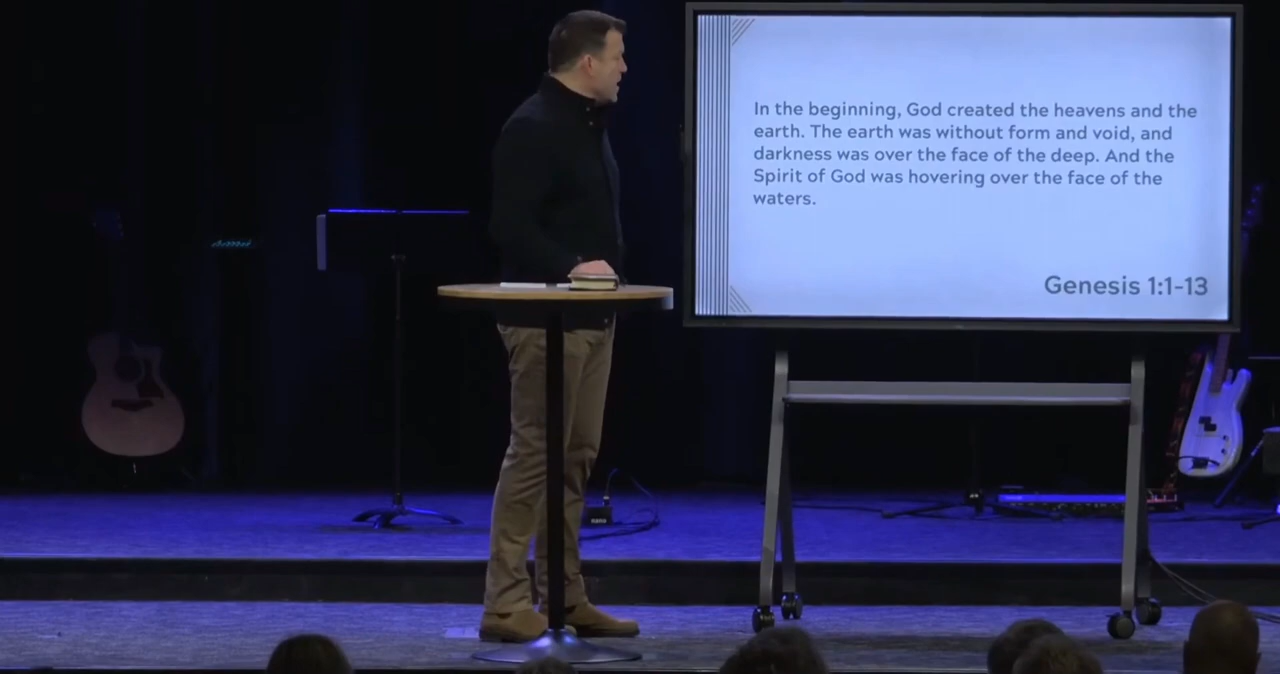 In the beginning, God created the heavens and the
earth. The earth was without form and void, and
darkness was over the face of the deep. And the
Spirit of God was hovering over the face of the
waters.
Genesis 1:1-13